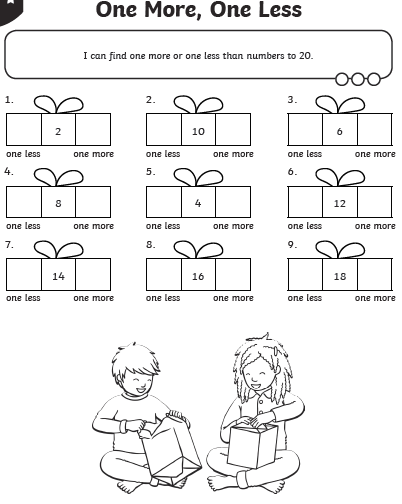 One More, One Less
I can find one more or one less than numbers to 20.
1. 2. 3.
2 10 6
one less one more one less one more one less one more
4. 5. 6.
8 4 12
one less one more one less one more one less one more
7. 8. 9.
14 16 18
one less one more one less one more one less one more